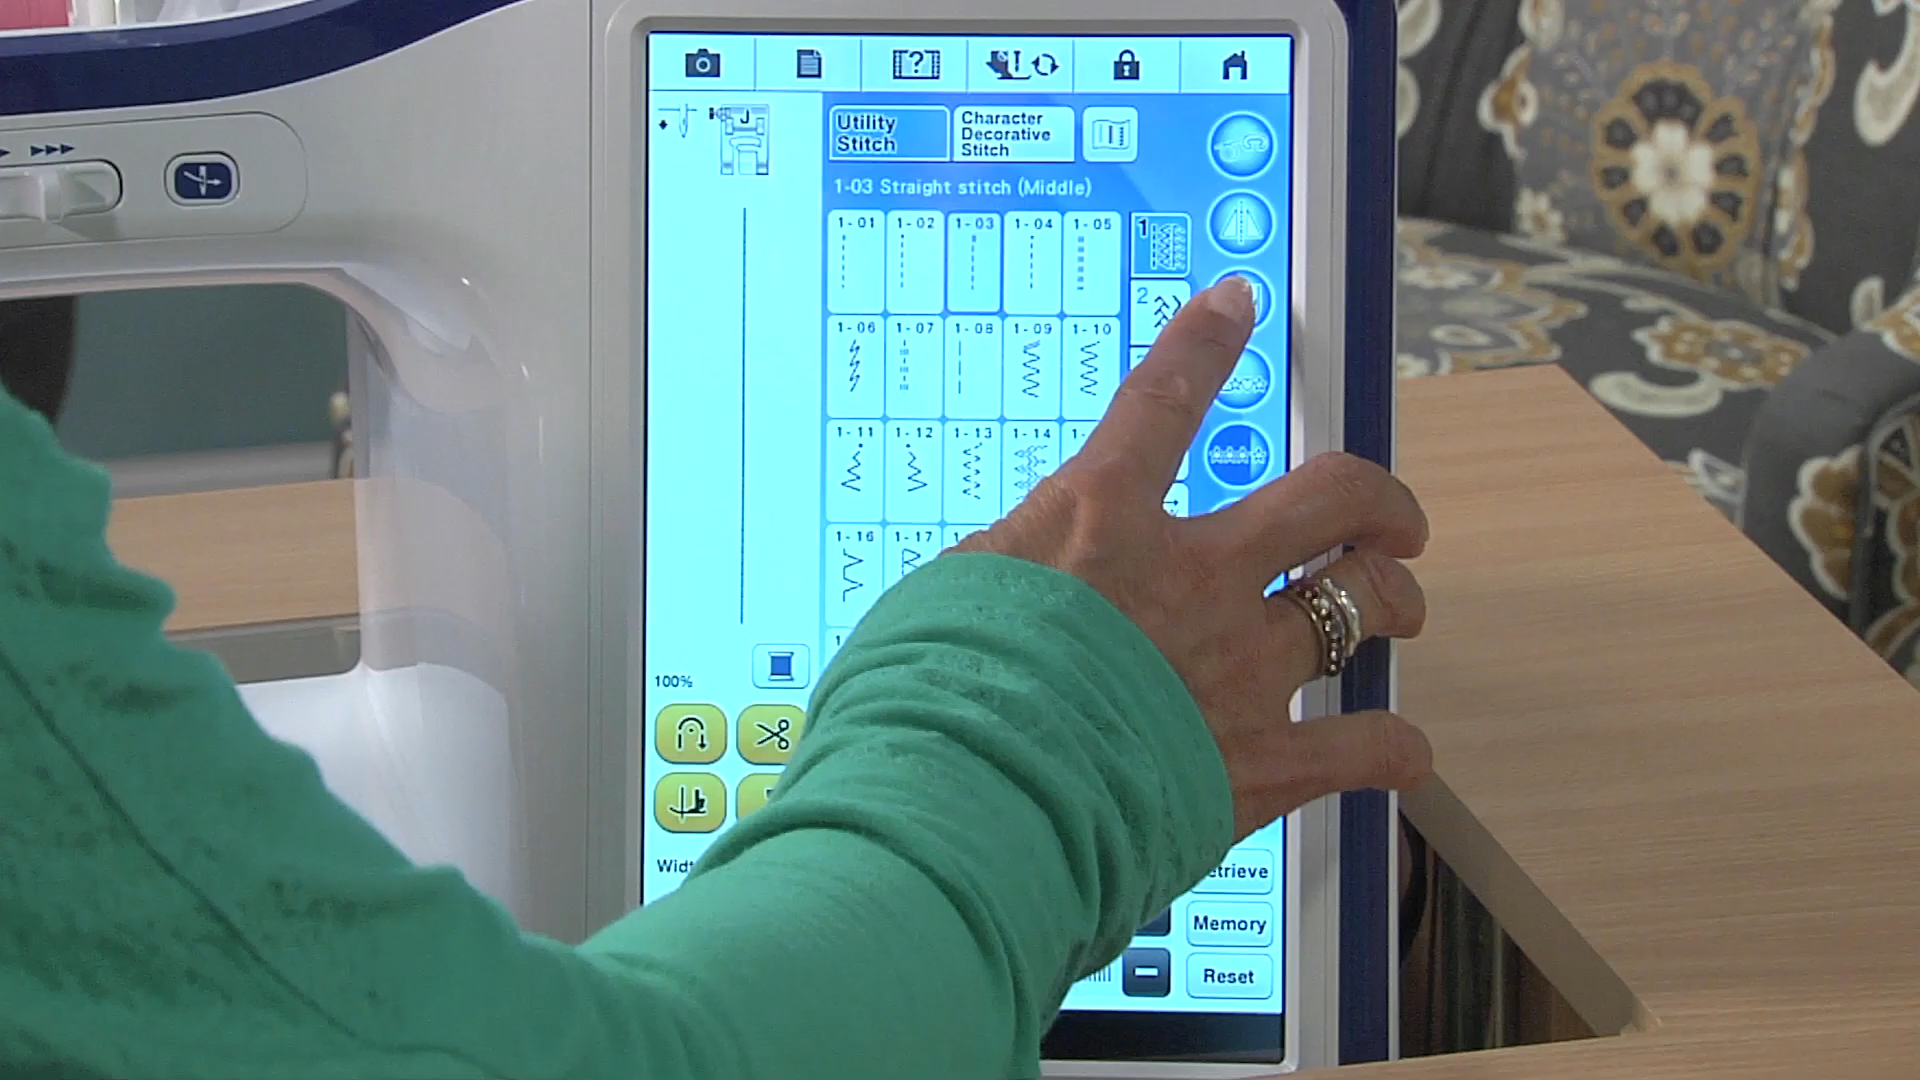 J
Utility
Stitch
Character
Decorative
Stitch
1-03 Straight stitch (Middle)
1-01 1-02 1-03 1-04 1-05
1
2
1-06 1-07 1-08 1-09 1-10
1-11 1-12 1-13 1-14
1-16 1-17
100%
Memory
Reset